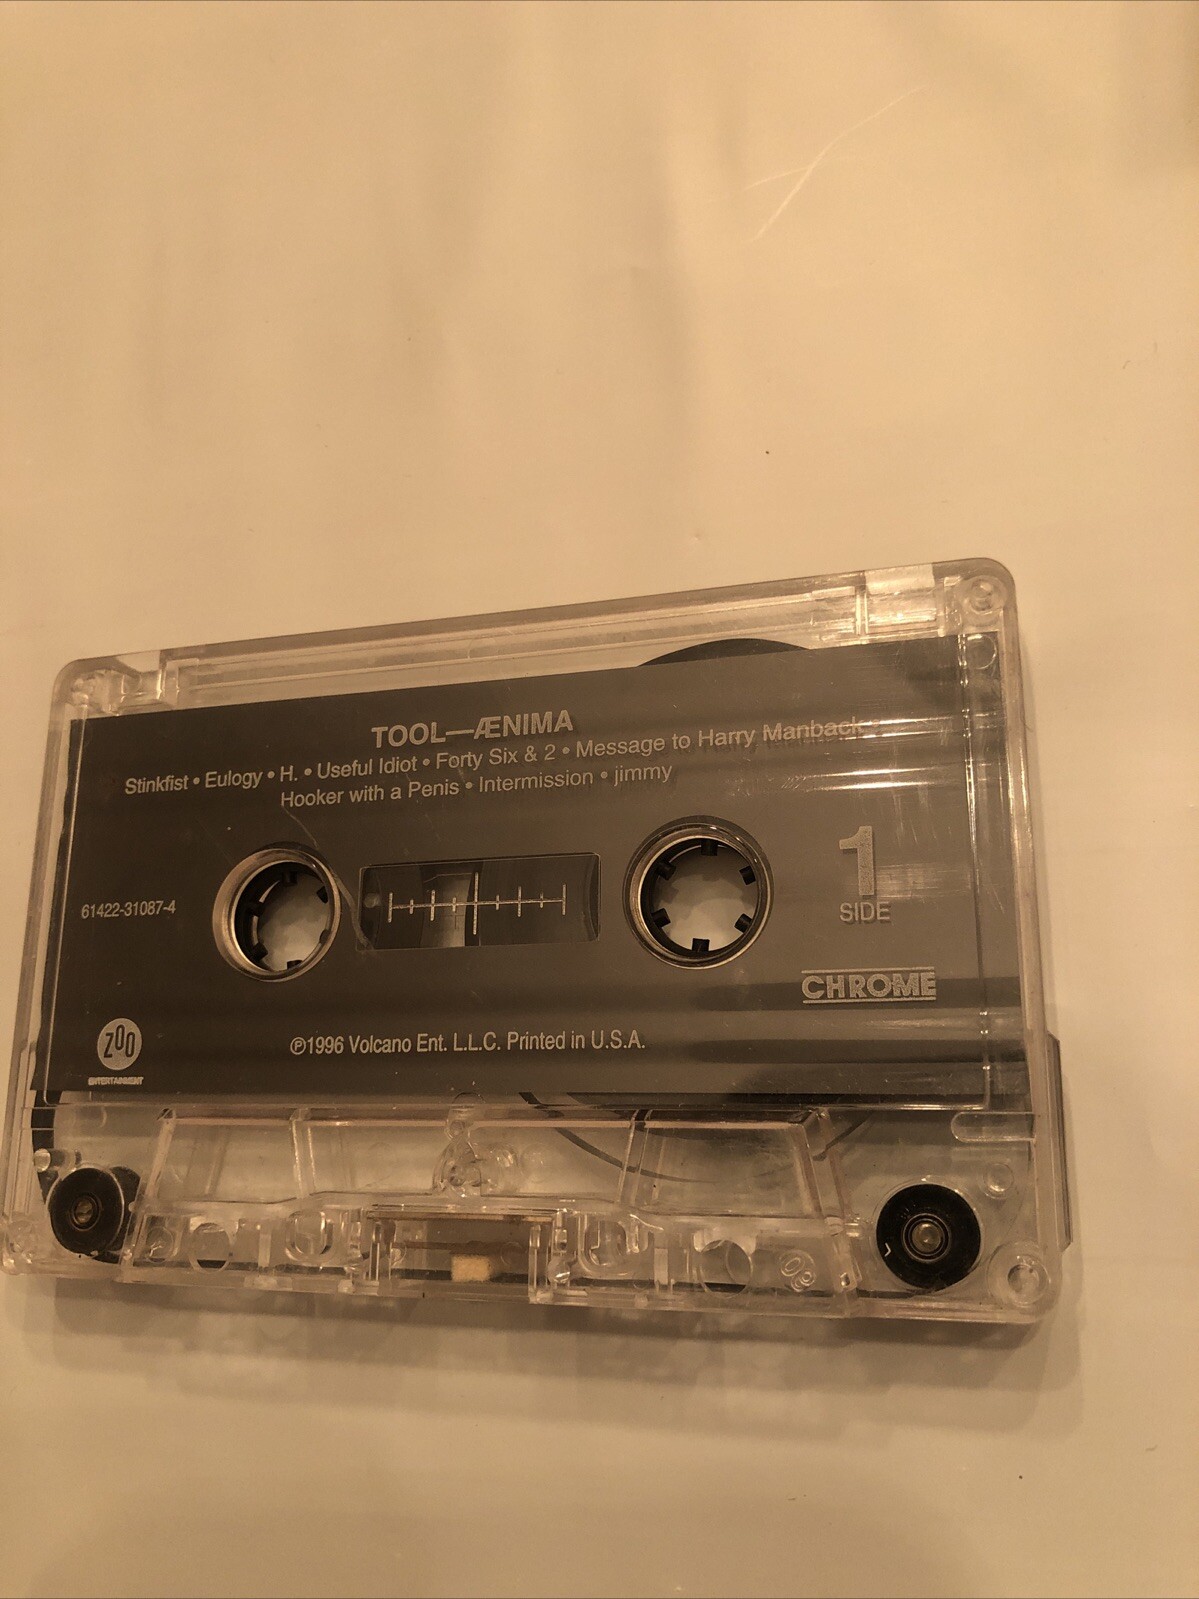 TOOL—ÆNIMA
Stinkfist • Eulogy • H. • Useful Idiot • Forty Six & 2 • Message to Harry Manback •
Hooker with a Penis • Intermission • jimmy
1
SIDE
61422-31087-4
CHROME
ZOO
ENTERTAINMENT
℗1996 Volcano Ent. L.L.C. Printed in U.S.A.